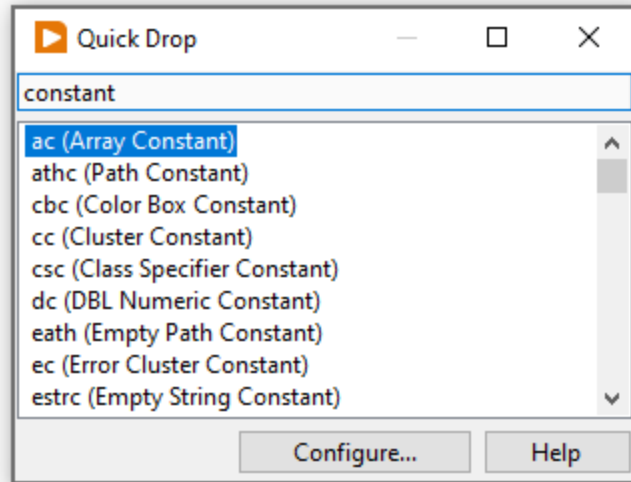 Quick Drop
constant
ac (Array Constant)
athc (Path Constant)
cbc (Color Box Constant)
cc (Cluster Constant)
csc (Class Specifier Constant)
dc (DBL Numeric Constant)
eath (Empty Path Constant)
ec (Error Cluster Constant)
estrc (Empty String Constant)
Configure... Help